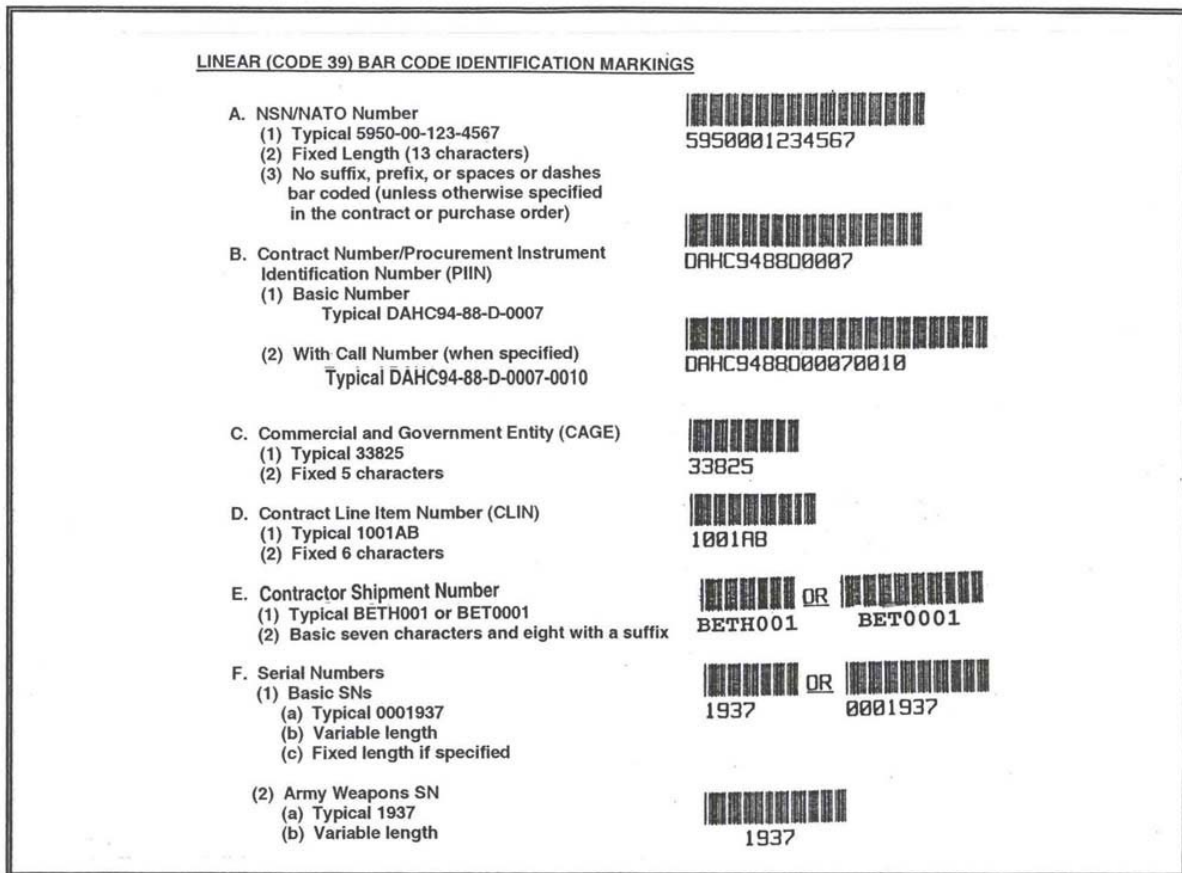 LINEAR (CODE 39) BAR CODE IDENTIFICATION MARKINGS
A. NSN/NATO Number
(1) Typical 5950-00-123-4567
(2) Fixed Length (13 characters)
(3) No suffix, prefix, or spaces or dashes
bar coded (unless otherwise specified
in the contract or purchase order)
5950001234567
B. Contract Number/Procurement Instrument
Identification Number (PIIN)
(1) Basic Number
Typical DAHC94-88-D-0007
DAHC9488D0007
(2) With Call Number (when specified)
Typical DAHC94-88-D-0007-0010
DAHC9488D00070010
C. Commercial and Government Entity (CAGE)
(1) Typical 33825
(2) Fixed 5 characters
33825
D. Contract Line Item Number (CLIN)
(1) Typical 1001AB
(2) Fixed 6 characters
1001AB
E. Contractor Shipment Number
(1) Typical BETH001 or BET0001
(2) Basic seven characters and eight with a suffix
OR
BETH001 BET0001
F. Serial Numbers
(1) Basic SNs
(a) Typical 0001937
(b) Variable length
(c) Fixed length if specified
OR
1937 0001937
(2) Army Weapons SN
(a) Typical 1937
(b) Variable length
1937